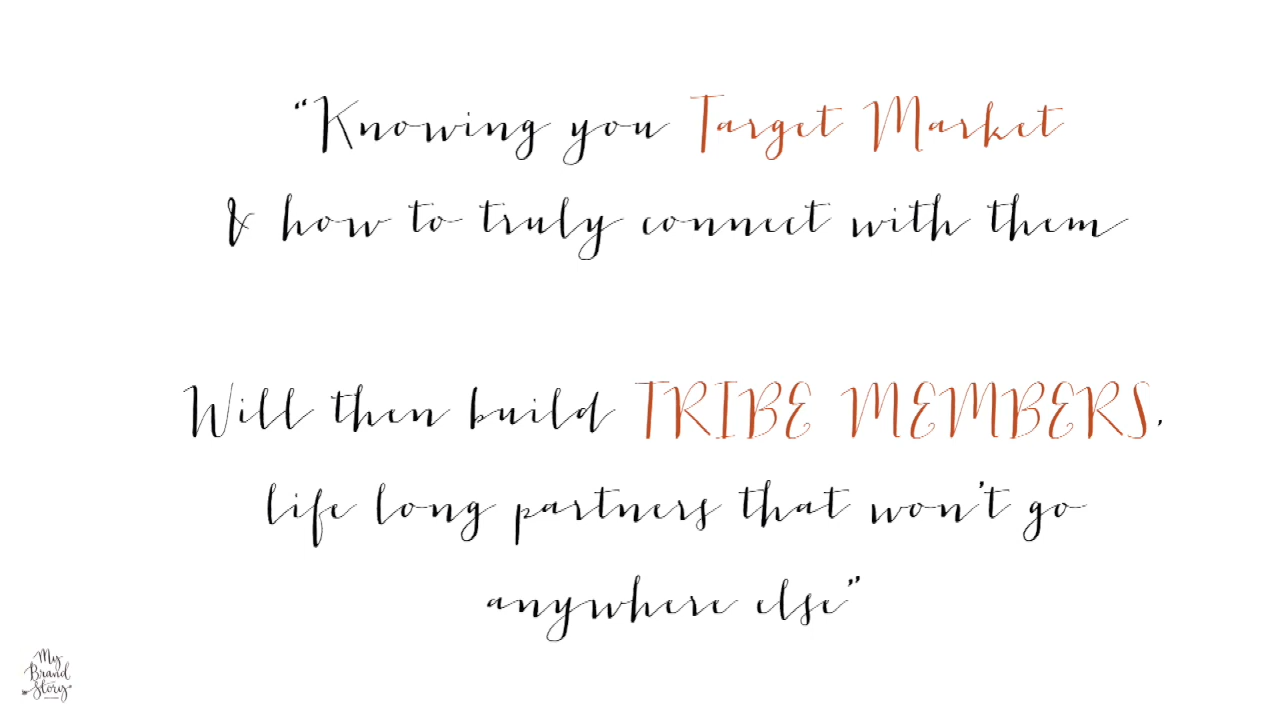 “Knowing you Target Market
& how to truly connect with them
Will then build TRIBE MEMBERS,
life long partners that won't go
anywhere else”
My
Brand
Story